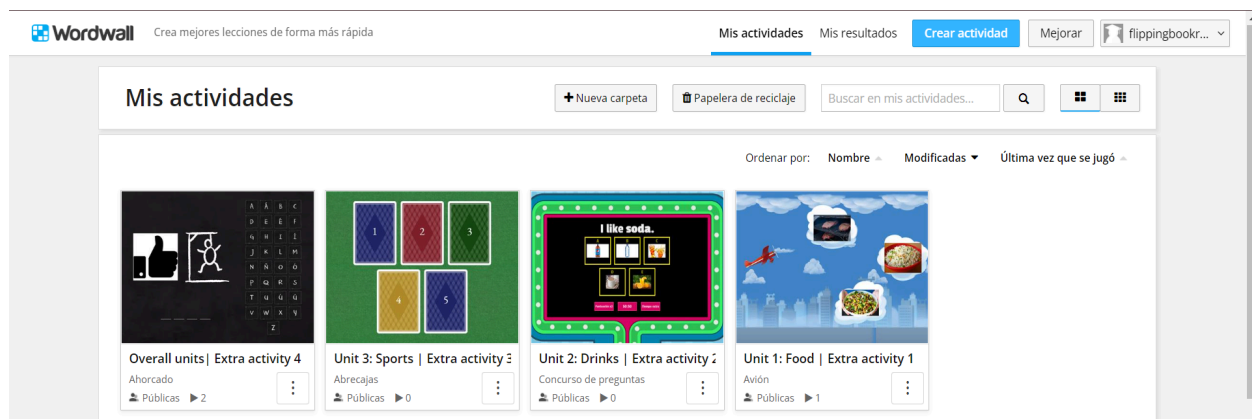 Wordwall Crea mejores lecciones de forma más rápida Mis actividades Mis resultados Crear actividad Mejorar flippingbookr...
Mis actividades Nueva carpeta Papelera de reciclaje Buscar en mis actividades...
Ordenar por: Nombre Modificadas Última vez que se jugó
A Á B C
D E É F
G H I Í
J K L M
N Ñ O Ó
P Q R S
T U Ú Ü
V W X Y
Z
1 2 3
4 5
I like soda.
Overall units| Extra activity 4
Ahorcado
Públicas 2
Unit 3: Sports | Extra activity 3
Abrecajas
Públicas 0
Unit 2: Drinks | Extra activity 2
Concurso de preguntas
Públicas 0
Unit 1: Food | Extra activity 1
Avión
Públicas 1